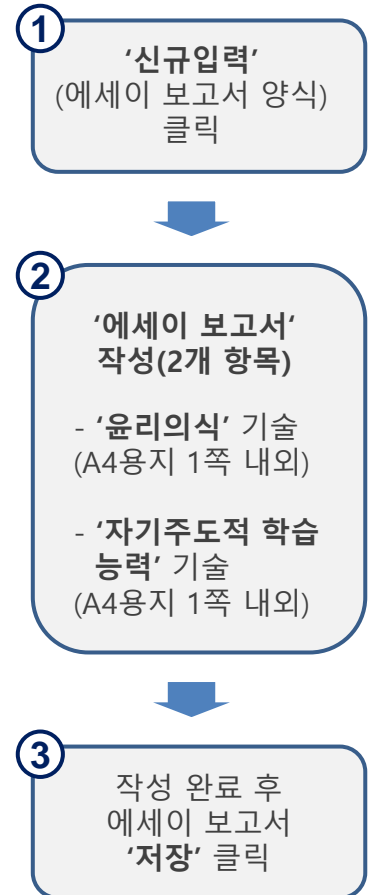 1
‘신규입력’
(에세이 보고서 양식)
클릭
2
‘에세이 보고서‘
작성(2개 항목)
- ‘윤리의식’ 기술
(A4용지 1쪽 내외)
- ‘자기주도적 학습
능력’ 기술
(A4용지 1쪽 내외)
3
작성 완료 후
에세이 보고서
‘저장’ 클릭